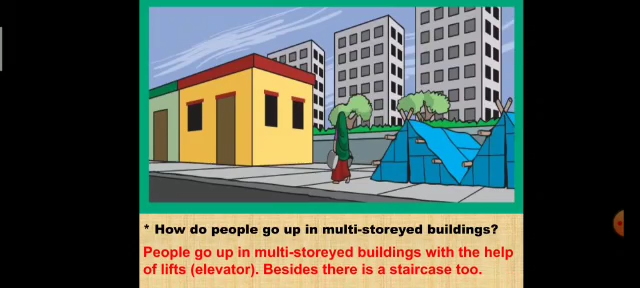 * How do people go up in multi-storeyed buildings?
People go up in multi-storeyed buildings with the help
of lifts (elevator). Besides there is a staircase too.